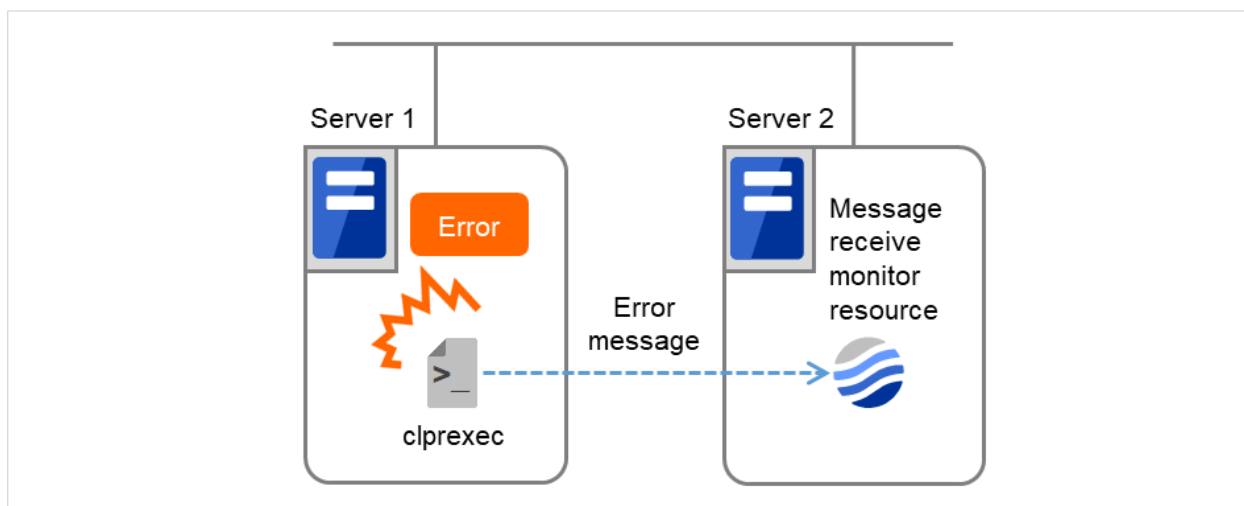 Server 1
Server 2
Error
Message
receive
monitor
resource
Error
message
>_
clprexec